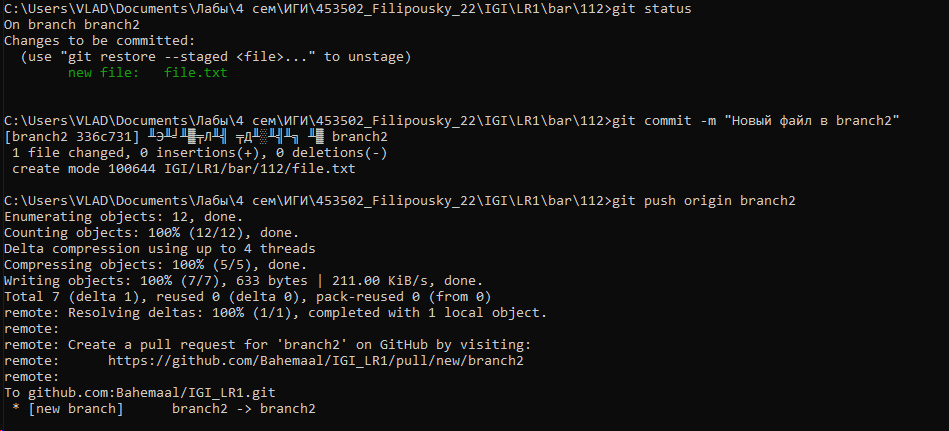 C:\Users\VLAD\Documents\Лабы\4 сем\ИГИ\453502_Filipousky_22\IGI\LR1\bar\112>git status
On branch branch2
Changes to be committed:
(use "git restore --staged <file>..." to unstage)
new file: file.txt
C:\Users\VLAD\Documents\Лабы\4 сем\ИГИ\453502_Filipousky_22\IGI\LR1\bar\112>git commit -m "Новый файл в branch2"
[branch2 336c731] branch2
1 file changed, 0 insertions(+), 0 deletions(-)
create mode 100644 IGI/LR1/bar/112/file.txt
C:\Users\VLAD\Documents\Лабы\4 сем\ИГИ\453502_Filipousky_22\IGI\LR1\bar\112>git push origin branch2
Enumerating objects: 12, done.
Counting objects: 100% (12/12), done.
Delta compression using up to 4 threads
Compressing objects: 100% (5/5), done.
Writing objects: 100% (7/7), 633 bytes | 211.00 KiB/s, done.
Total 7 (delta 1), reused 0 (delta 0), pack-reused 0 (from 0)
remote: Resolving deltas: 100% (1/1), completed with 1 local object.
remote:
remote: Create a pull request for 'branch2' on GitHub by visiting:
remote: https://github.com/Bahemaal/IGI_LR1/pull/new/branch2
remote:
To github.com:Bahemaal/IGI_LR1.git
* [new branch] branch2 -> branch2